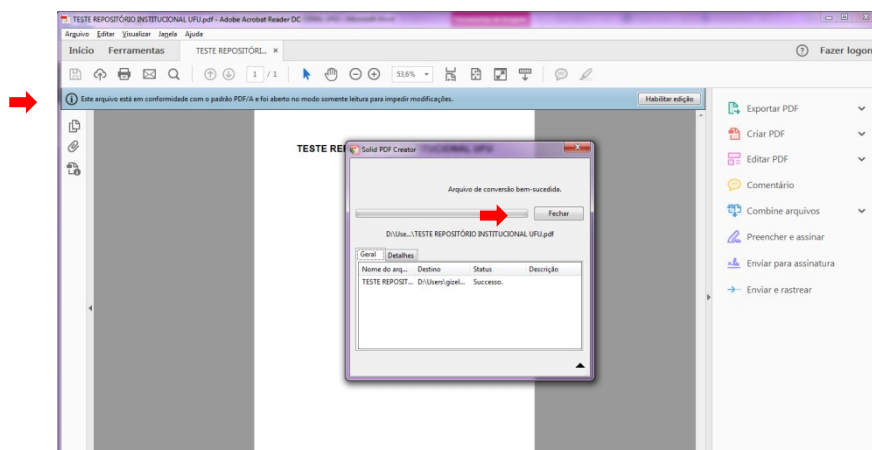 TESTE REPOSITÓRIO INSTITUCIONAL UFU.pdf - Adobe Acrobat Reader DC
Arquivo Editar Visualizar Janela Ajuda
Início Ferramentas TESTE REPOSITÓRI... × Fazer logon
1 / 1 53,6%
Este arquivo está em conformidade com o padrão PDF/A e foi aberto no modo somente leitura para impedir modificações. Habilitar edição
TESTE RE
Solid PDF Creator
Arquivo de conversão bem-sucedida.
Fechar
D:\Use...\TESTE REPOSITÓRIO INSTITUCIONAL UFU.pdf
Geral Detalhes
Nome do arq... Destino Status Descrição
TESTE REPOSIT... D:\Users\gizel... Successo.
Exportar PDF
Criar PDF
Editar PDF
Comentário
Combine arquivos
Preencher e assinar
Enviar para assinatura
Enviar e rastrear